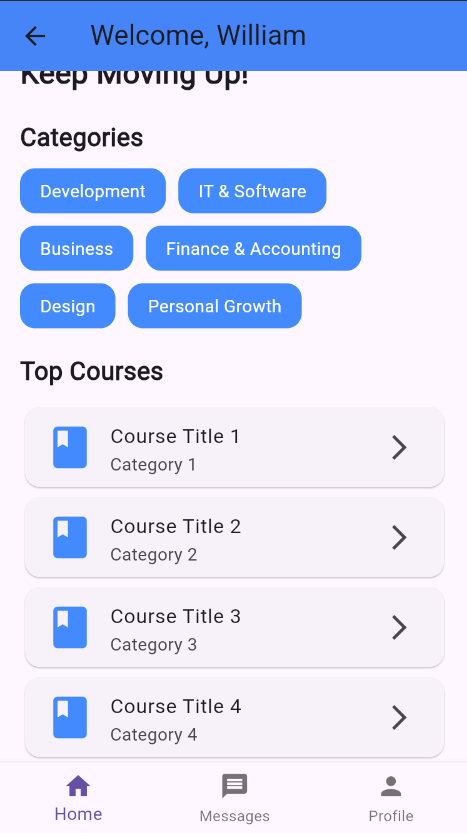 Welcome, William
Keep Moving Up!
Categories
Development
IT & Software
Business
Finance & Accounting
Design
Personal Growth
Top Courses
Course Title 1
Category 1
Course Title 2
Category 2
Course Title 3
Category 3
Course Title 4
Category 4
Home
Messages
Profile